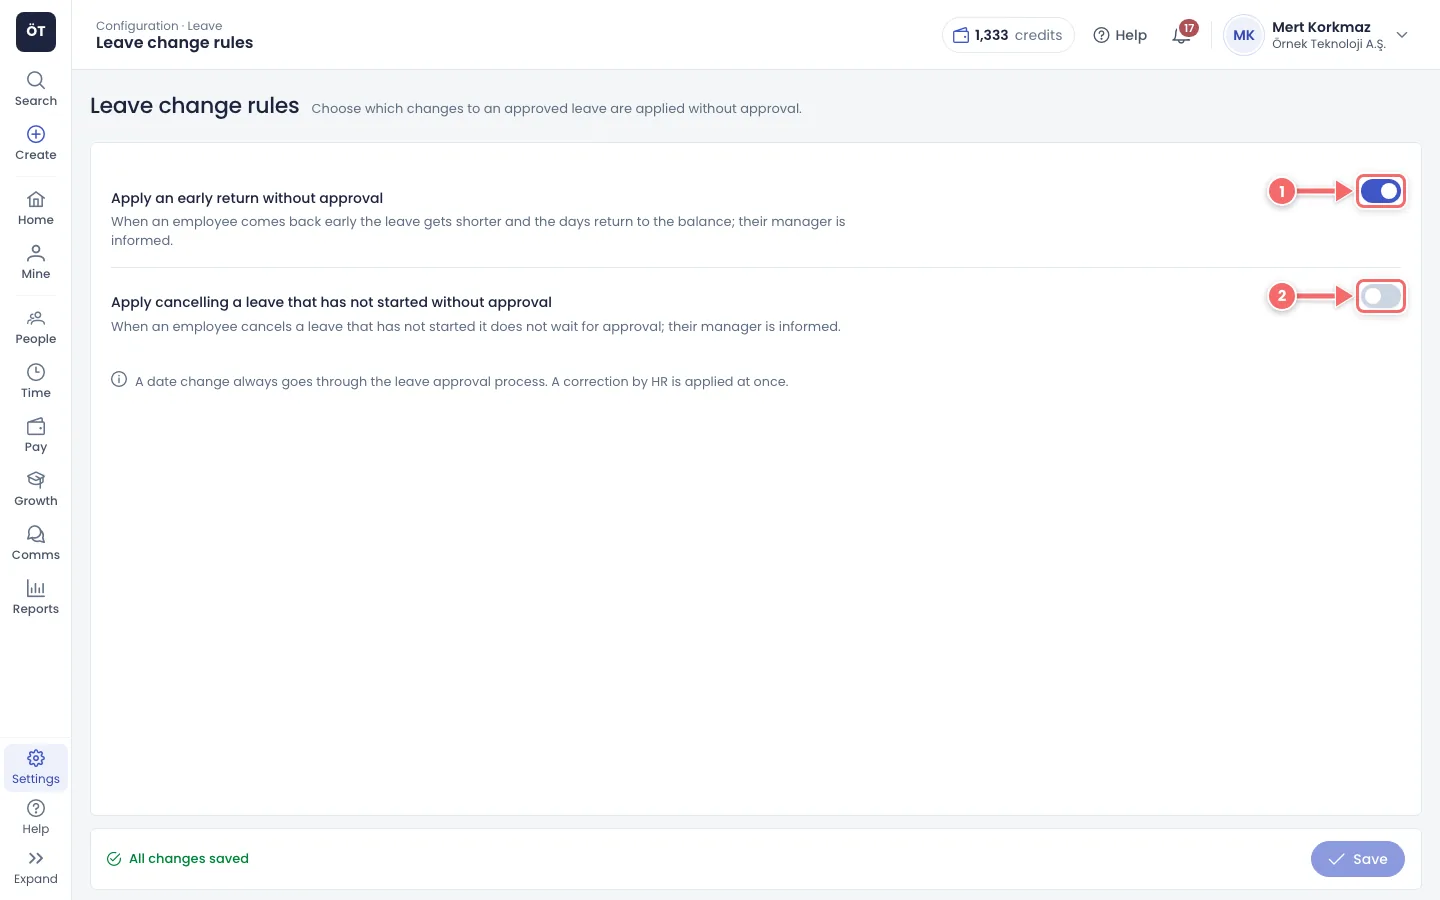 ÖT
Search
Create
Home
Mine
People
Time
Pay
Growth
Comms
Reports
Settings
Help
Expand
Configuration · Leave
Leave change rules
1,333 credits
Help
17
MK
Mert Korkmaz
Örnek Teknoloji A.Ş.
Leave change rules
Choose which changes to an approved leave are applied without approval.
Apply an early return without approval
When an employee comes back early the leave gets shorter and the days return to the balance; their manager is
informed.
1
Apply cancelling a leave that has not started without approval
When an employee cancels a leave that has not started it does not wait for approval; their manager is informed.
2
A date change always goes through the leave approval process. A correction by HR is applied at once.
All changes saved
Save